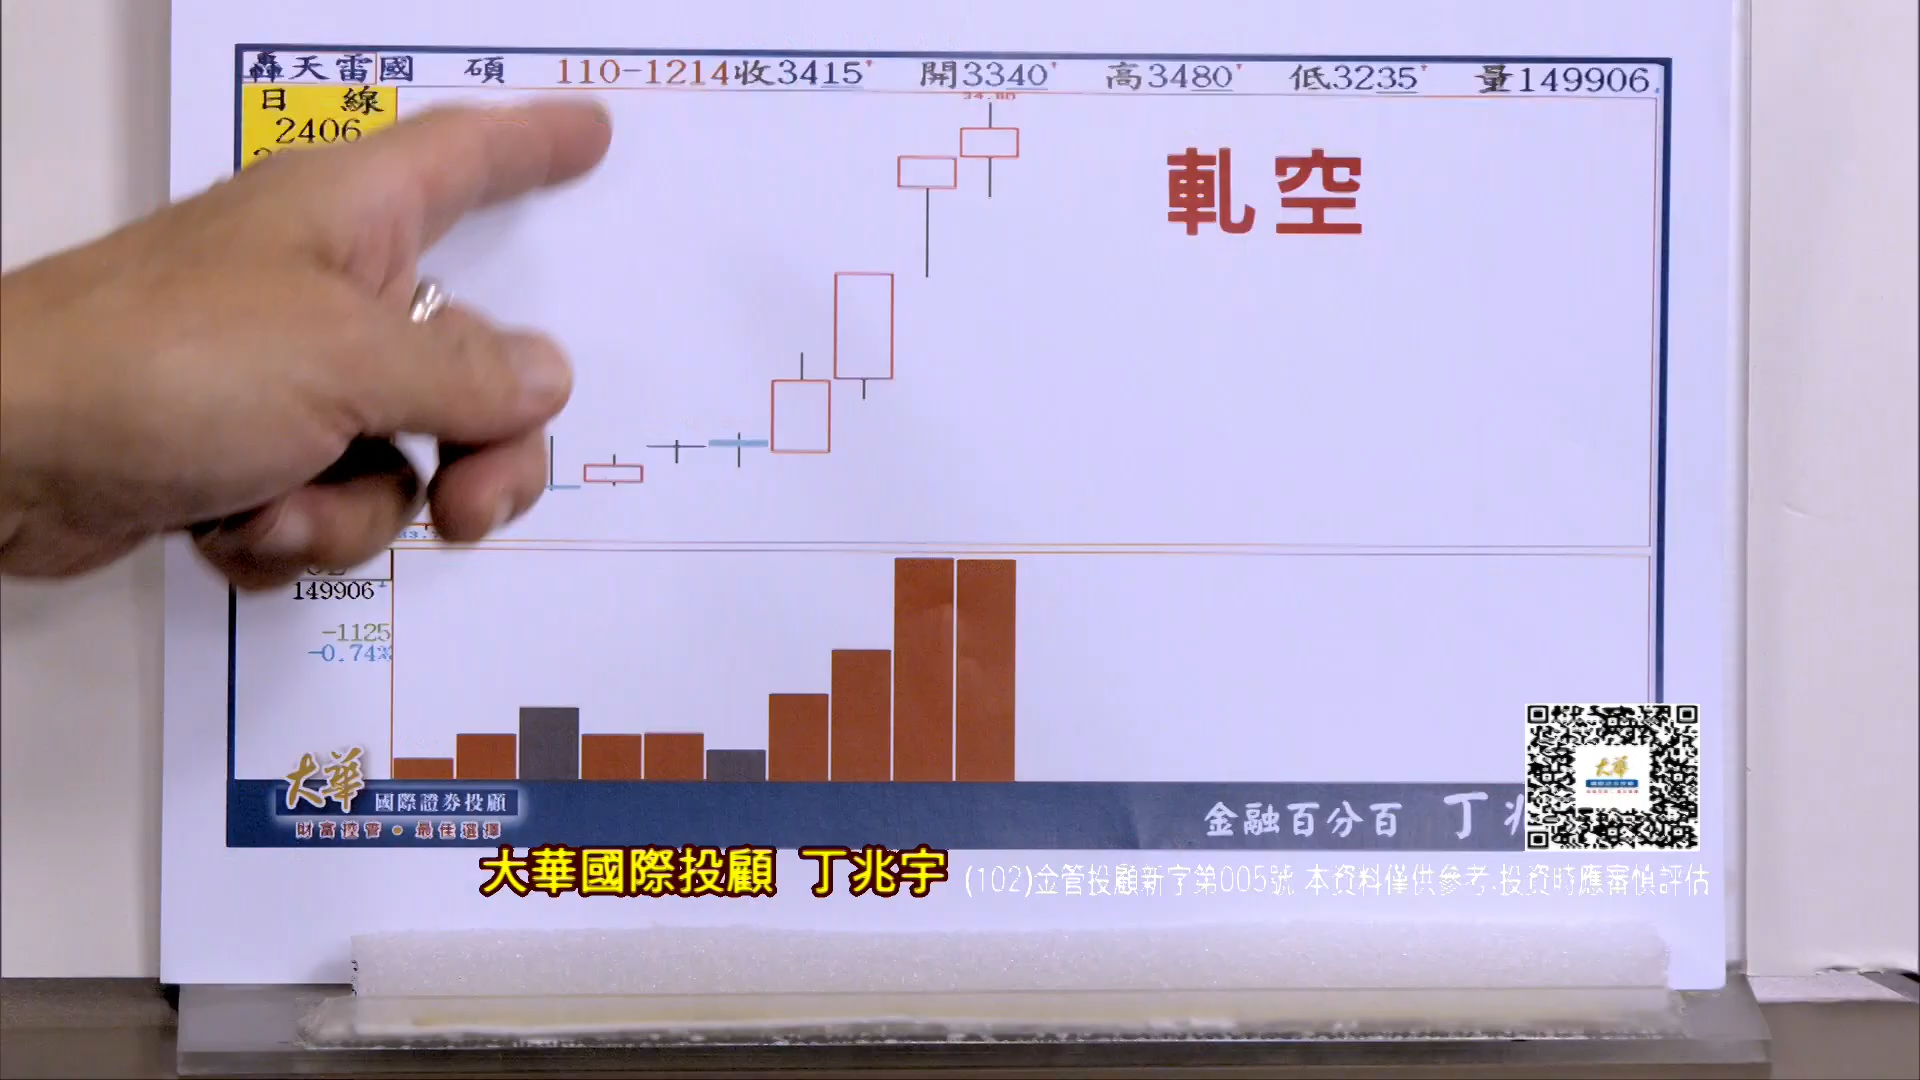 轟天雷國 碩 110-1214收3415 開3340 高3480 低3235 量149906
日 線
2406
34.80
軋空
149906
-1125
-0.74%
大華 國際證券投顧
財富控管•最佳選擇
金融百分百 丁兆
大華國際投顧 丁兆宇 (102)金管投顧新字第005號 本資料僅供參考.投資時應審慎評估